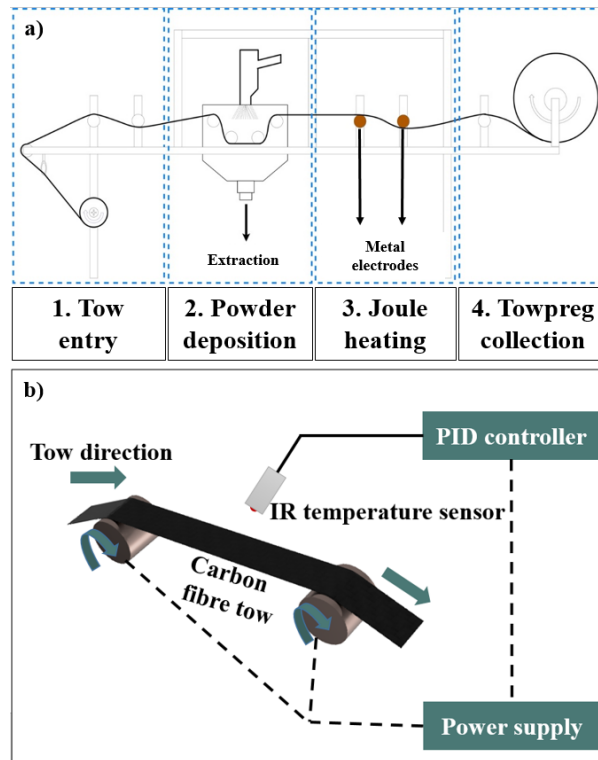 a)
Extraction
Metal
electrodes
1. Tow
entry
2. Powder
deposition
3. Joule
heating
4. Towpreg
collection
b)
PID controller
Tow direction
IR temperature sensor
Carbon
fibre tow
Power supply